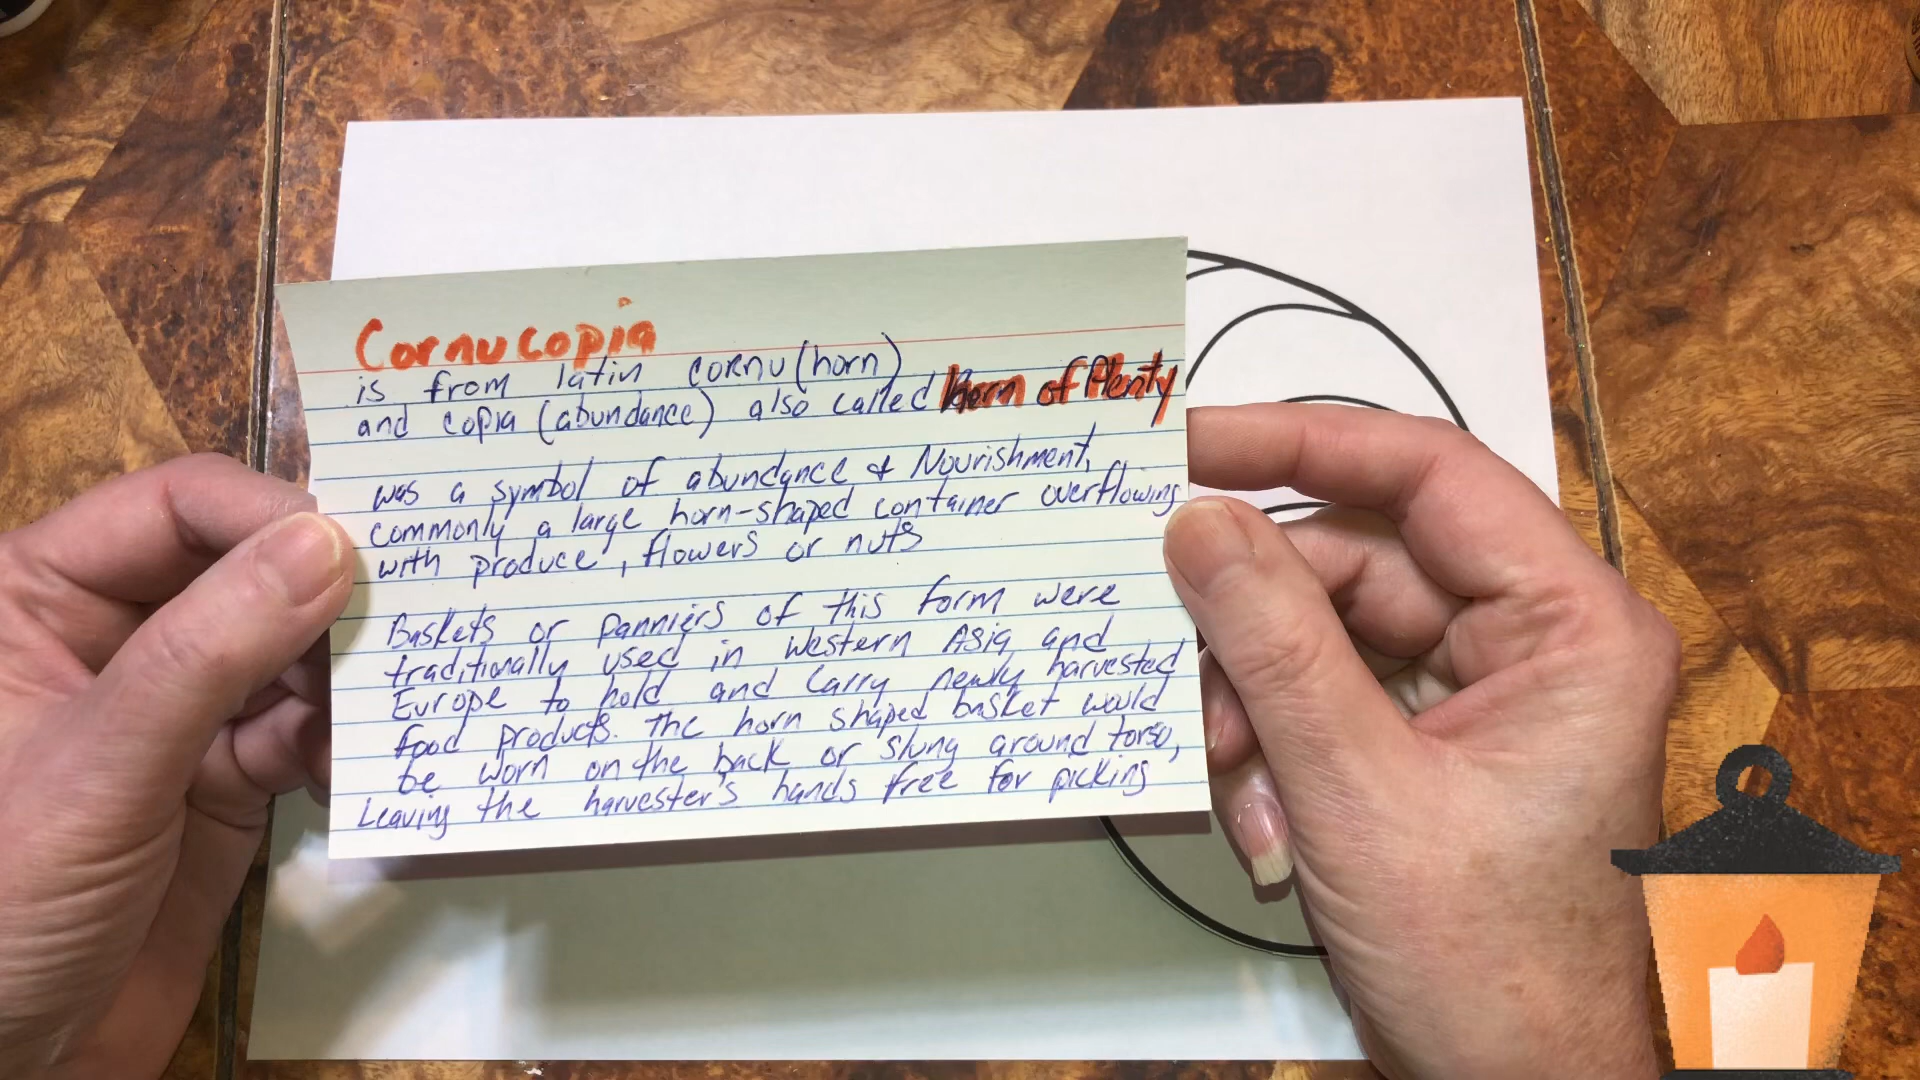 Cornucopia
is from latin cornu (horn)
and copia (abundance) also called Horn of Plenty
was a symbol of abundance & Nourishment,
commonly a large horn-shaped container overflowing
with produce, flowers or nuts
Baskets or panniers of this form were
traditionally used in Western Asia and
Europe to hold and carry newly harvested
food products. The horn shaped basket would
be worn on the back or slung around torso,
Leaving the harvester's hands free for picking